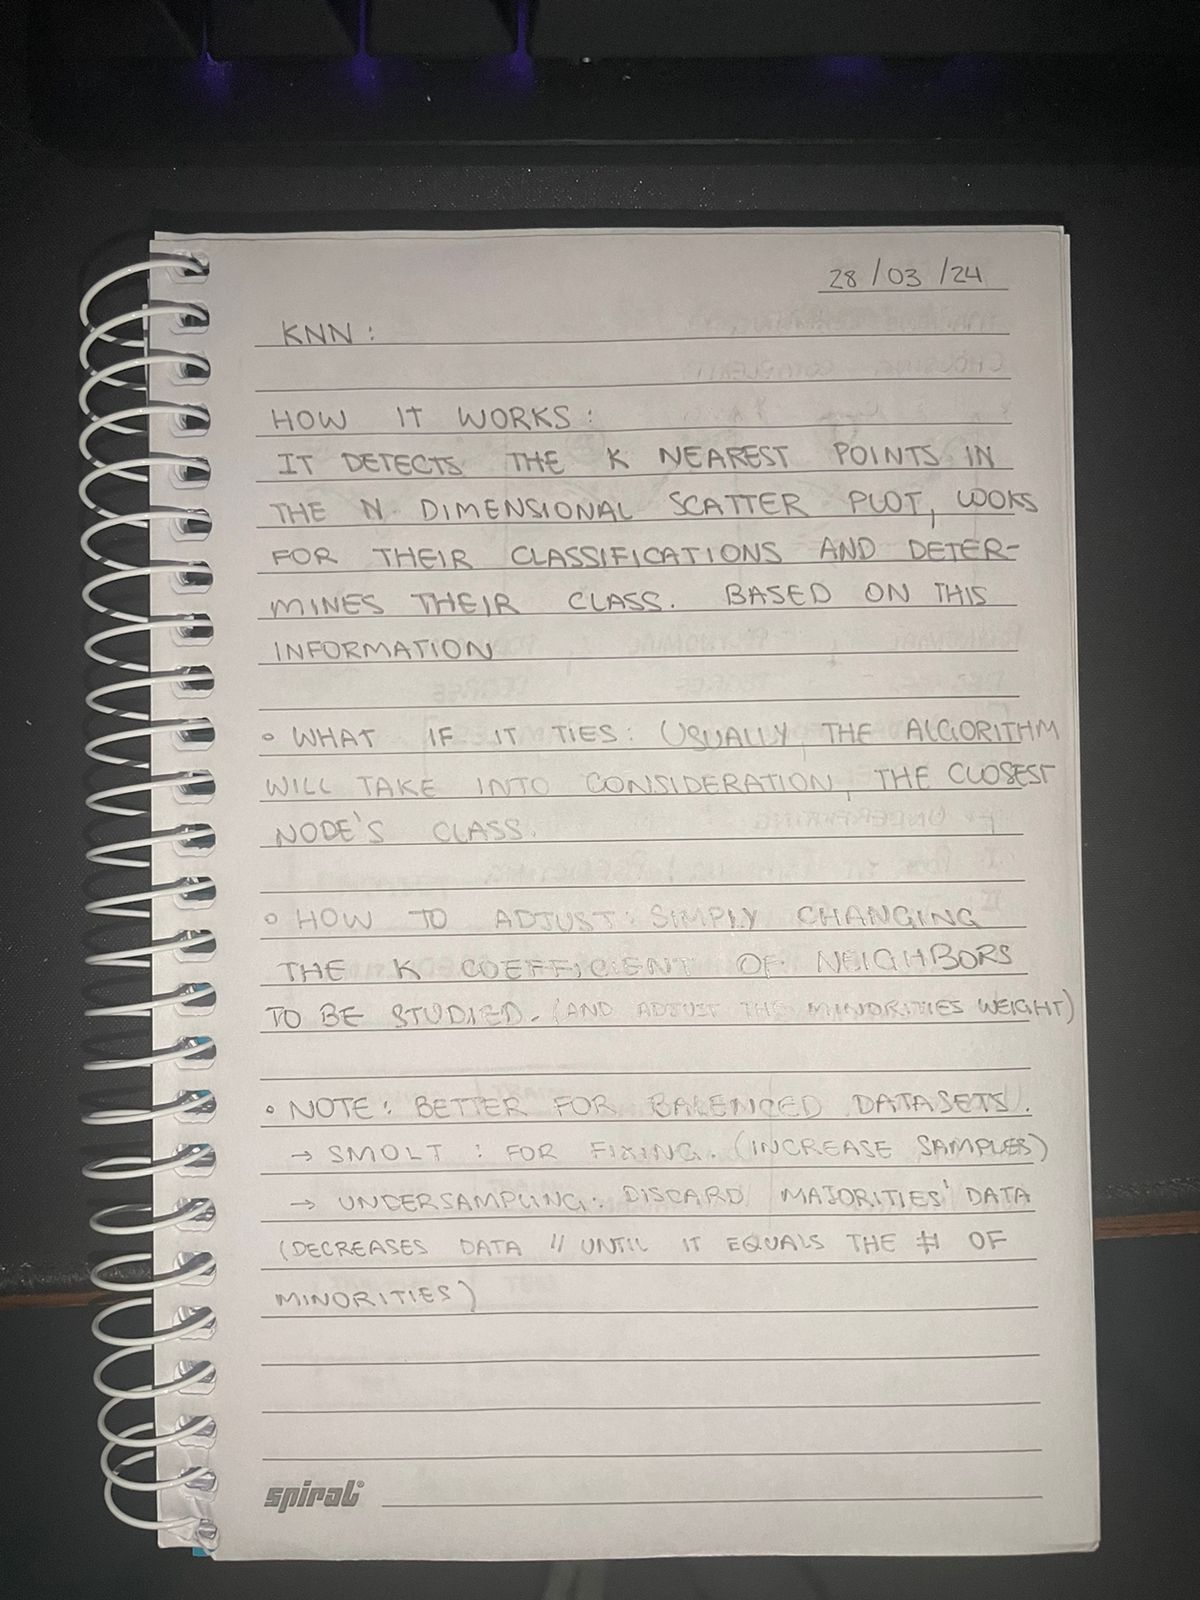 28/03/24
KNN:
HOW IT WORKS:
IT DETECTS THE K NEAREST POINTS IN
THE N DIMENSIONAL SCATTER PLOT, LOOKS
FOR THEIR CLASSIFICATIONS AND DETER-
MINES THEIR CLASS. BASED ON THIS
INFORMATION
• WHAT IF IT TIES: USUALLY, THE ALGORITHM
WILL TAKE INTO CONSIDERATION, THE CLOSEST
NODE'S CLASS.
• HOW TO ADJUST: SIMPLY CHANGING
THE K COEFFICIENT OF NEIGHBORS
TO BE STUDIED. (AND ADJUST THE MINORITIES WEIGHT)
• NOTE: BETTER FOR BALENCED DATASETS.
→ SMOLT : FOR FIXING. (INCREASE SAMPLES)
→ UNDERSAMPLING: DISCARD MAJORITIES' DATA
(DECREASES DATA // UNTIL IT EQUALS THE # OF
MINORITIES)
spiral®